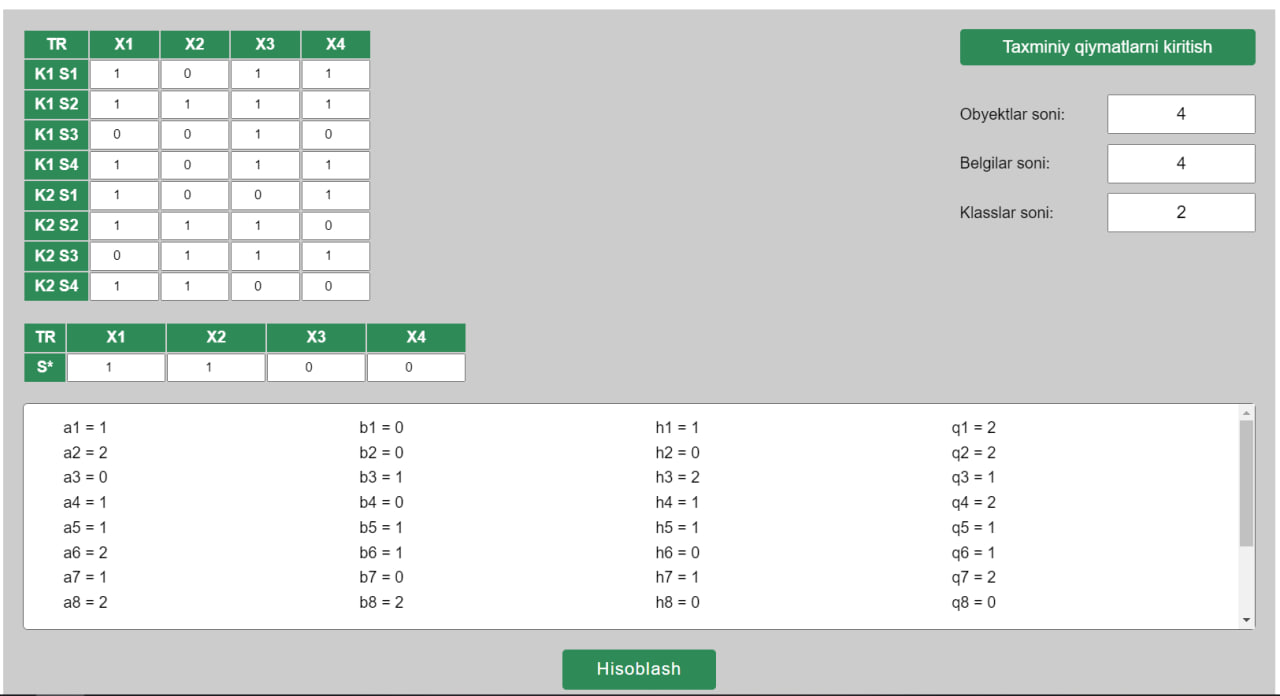 TR X1 X2 X3 X4
K1 S1 1 0 1 1
K1 S2 1 1 1 1
K1 S3 0 0 1 0
K1 S4 1 0 1 1
K2 S1 1 0 0 1
K2 S2 1 1 1 0
K2 S3 0 1 1 1
K2 S4 1 1 0 0
Taxminiy qiymatlarni kiritish
Obyektlar soni: 4
Belgilar soni: 4
Klasslar soni: 2
TR X1 X2 X3 X4
S* 1 1 0 0
a1 = 1 b1 = 0 h1 = 1 q1 = 2
a2 = 2 b2 = 0 h2 = 0 q2 = 2
a3 = 0 b3 = 1 h3 = 2 q3 = 1
a4 = 1 b4 = 0 h4 = 1 q4 = 2
a5 = 1 b5 = 1 h5 = 1 q5 = 1
a6 = 2 b6 = 1 h6 = 0 q6 = 1
a7 = 1 b7 = 0 h7 = 1 q7 = 2
a8 = 2 b8 = 2 h8 = 0 q8 = 0
Hisoblash